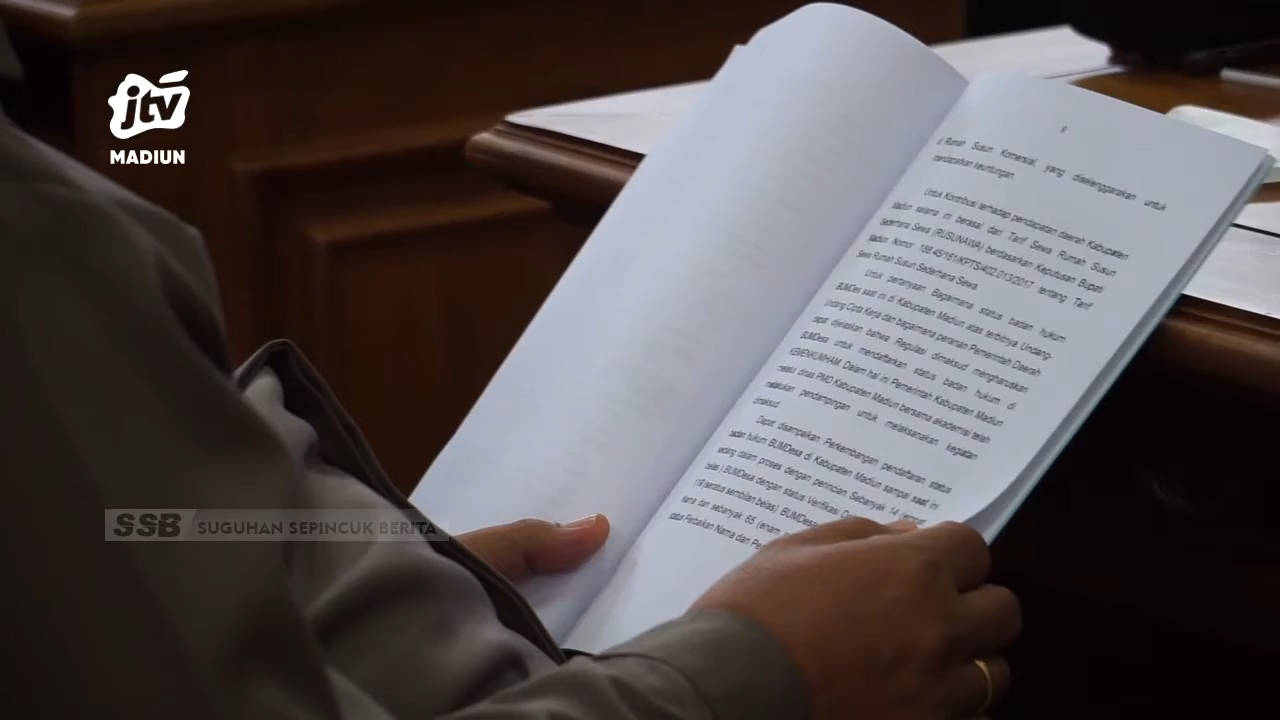 jtv
MADIUN
9
d. Rumah Susun Komersial, yang diselenggarakan untuk
mendapatkan keuntungan.
Untuk Kontribusi terhadap pendapatan daerah Kabupaten
Madiun selama ini berasal dari Tarif Sewa Rumah Susun
Sederhana Sewa (RUSUNAWA) berdasarkan Keputusan Bupati
Madiun Nomor 188.45/161/KPTS/402.013/2017 tentang Tarif
Sewa Rumah Susun Sederhana Sewa.
Untuk pertanyaan Bagaimana status badan hukum
BUMDes saat ini di Kabupaten Madiun atas terbitnya Undang-
Undang Cipta Kerja dan bagaimana peranan Pemerintah Daerah
dapat dijelaskan bahwa Regulasi dimaksud mengharuskan
BUMDesa untuk mendaftarkan status badan hukum di
KEMENKUMHAM. Dalam hal ini Pemerintah Kabupaten Madiun
melalui dinas PMD Kabupaten Madiun bersama akademisi telah
melakukan pendampingan untuk melaksanakan kegiatan
dimaksud.
Dapat disampaikan Perkembangan pendaftaran status
badan hukum BUMDesa di Kabupaten Madiun sampai saat ini
sedang dalam proses dengan perincian Sebanyak 14 (empat
belas) BUMDesa dengan status Verifikasi
119 (seratus sembilan belas) BUMDesa
Nama dan sebanyak 65 (enam
status Perbaikan Nama dan
SSB SUGUHAN SEPINCUK BERITA